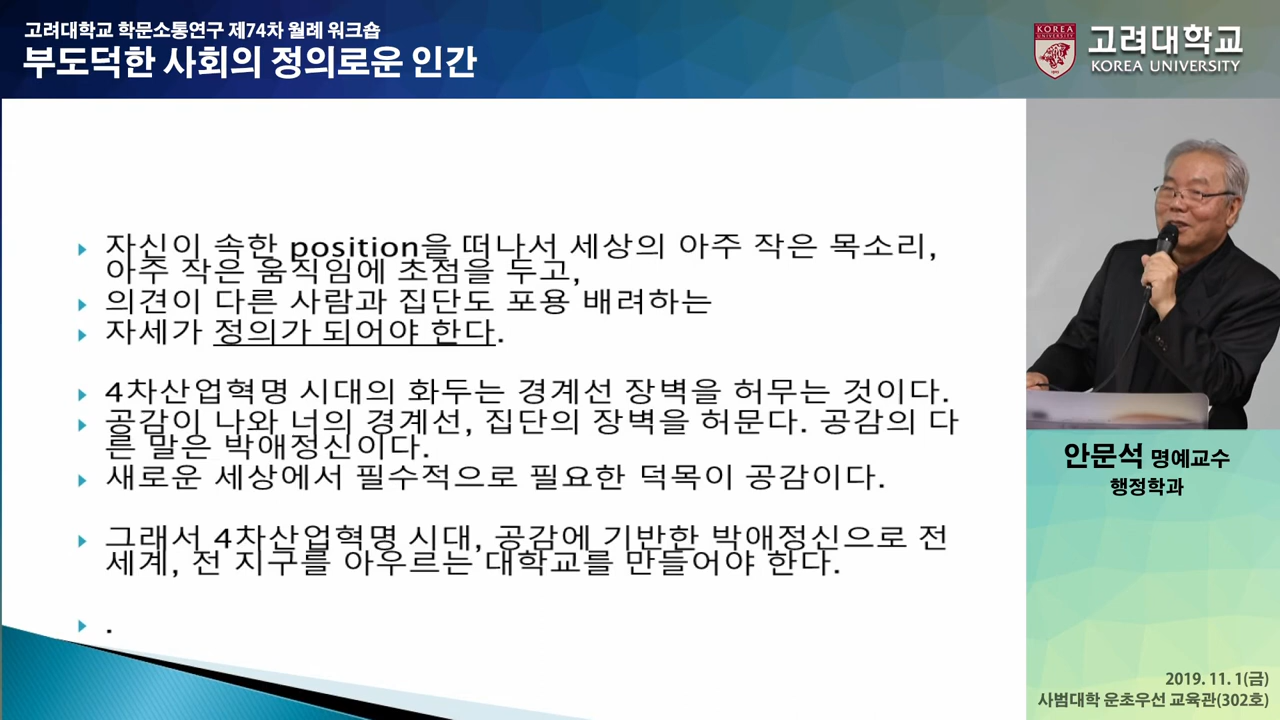 고려대학교 학문소통연구 제74차 월례 워크숍
부도덕한 사회의 정의로운 인간
KOREA
UNIVERSITY
1905
고려대학교
KOREA UNIVERSITY
자신이 속한 position을 떠나서 세상의 아주 작은 목소리,
아주 작은 움직임에 초점을 두고,
의견이 다른 사람과 집단도 포용 배려하는
자세가 정의가 되어야 한다.
4차산업혁명 시대의 화두는 경계선 장벽을 허무는 것이다.
공감이 나와 너의 경계선, 집단의 장벽을 허문다. 공감의 다
른 말은 박애정신이다.
새로운 세상에서 필수적으로 필요한 덕목이 공감이다.
그래서 4차산업혁명 시대, 공감에 기반한 박애정신으로 전
세계, 전 지구를 아우르는 대학교를 만들어야 한다.
.
안문석 명예교수
행정학과
2019. 11. 1(금)
사범대학 운초우선 교육관(302호)